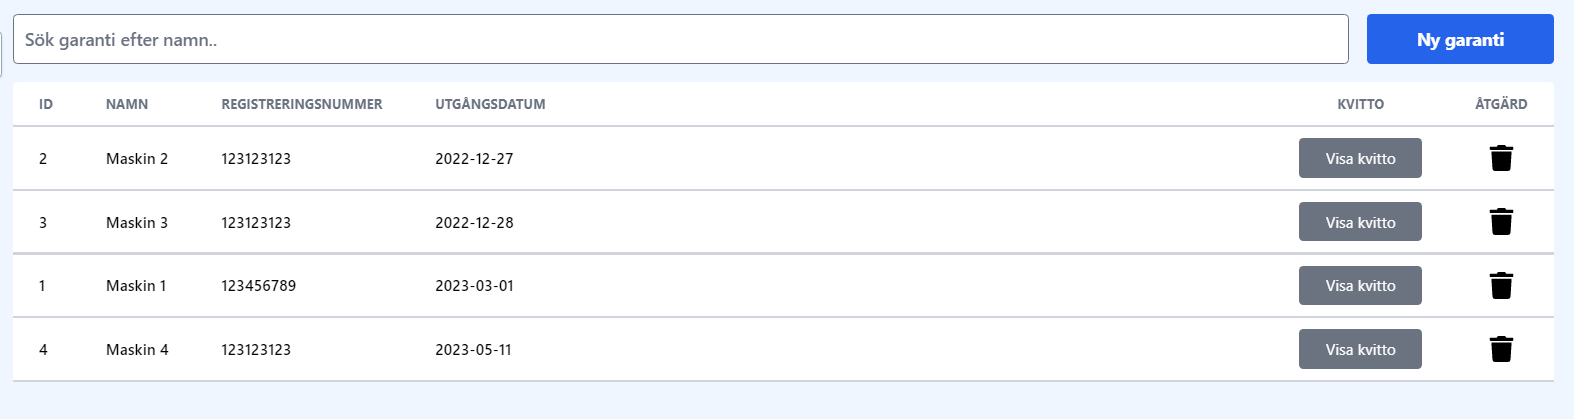 Sök garanti efter namn..
Ny garanti
ID NAMN REGISTRERINGSNUMMER UTGÅNGSDATUM KVITTO ÅTGÄRD
2 Maskin 2 123123123 2022-12-27 Visa kvitto
3 Maskin 3 123123123 2022-12-28 Visa kvitto
1 Maskin 1 123456789 2023-03-01 Visa kvitto
4 Maskin 4 123123123 2023-05-11 Visa kvitto